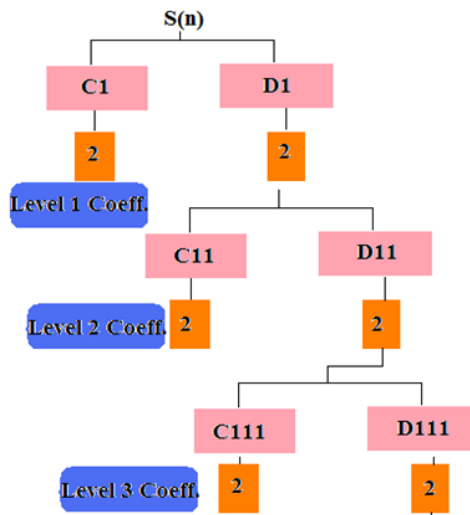 S(n)
C1 D1
2 2
Level 1 Coeff.
C11 D11
Level 2 Coeff. 2 2
C111 D111
Level 3 Coeff. 2 2